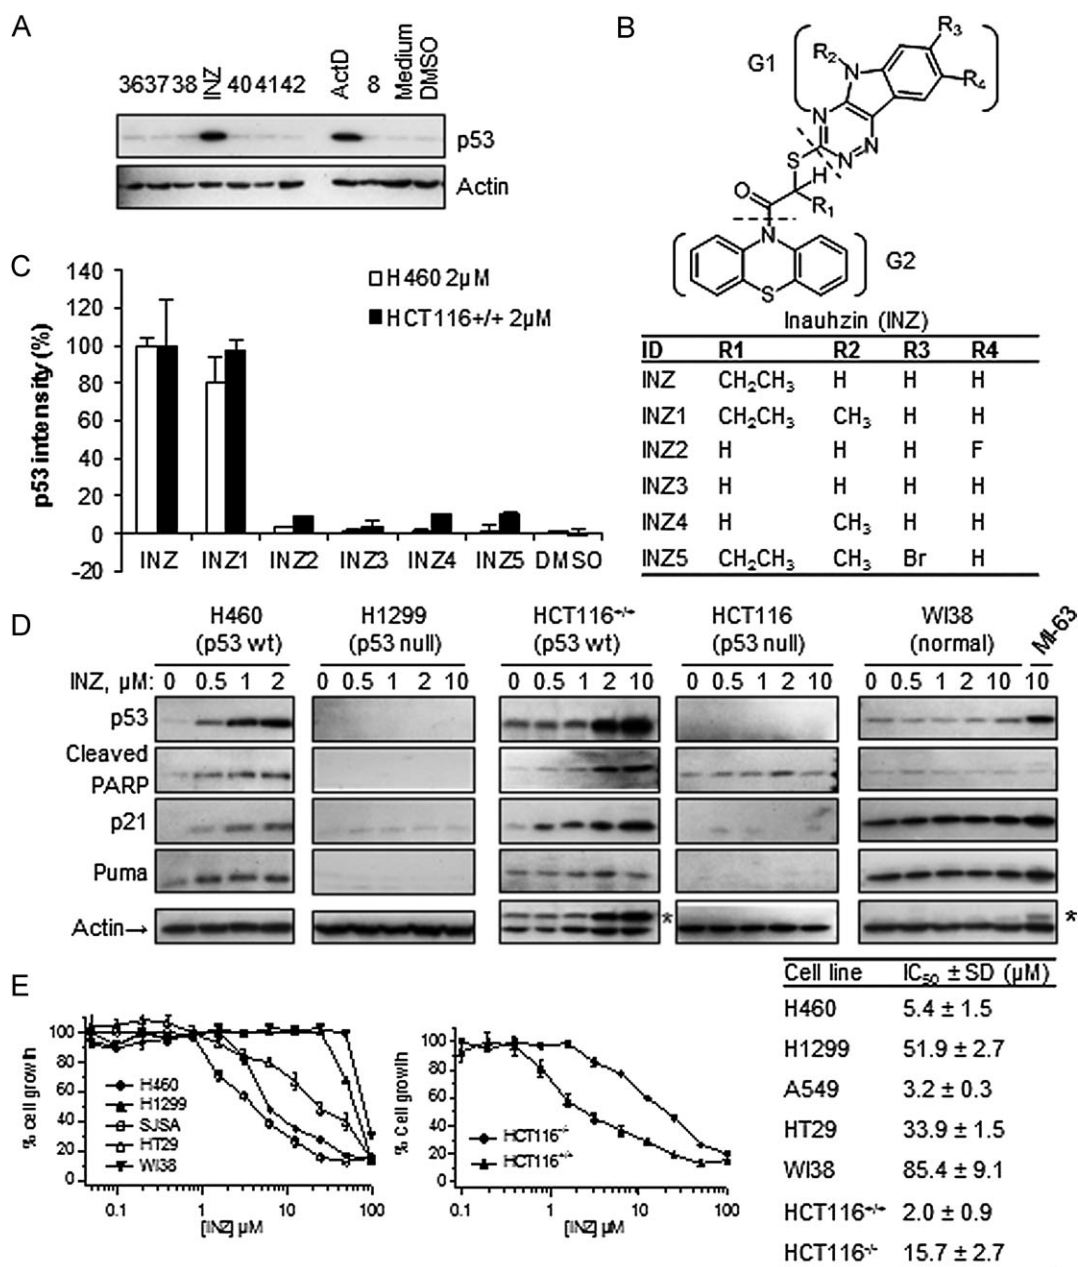 A
3637 38 INZ 40 41 42 ActD 8 Medium DMSO
p53
Actin
B
G1
R2
R3
R4
N
N
N
N
S
H
O
R1
N
S
G2
Inauhzin (INZ)
ID R1 R2 R3 R4
INZ CH2CH3 H H H
INZ1 CH2CH3 CH3 H H
INZ2 H H H F
INZ3 H H H H
INZ4 H CH3 H H
INZ5 CH2CH3 CH3 Br H
C
p53 intensity (%)
140
120
100
80
60
40
20
0
-20
H460 2μM
HCT116+/+ 2μM
INZ INZ1 INZ2 INZ3 INZ4 INZ5 DMSO
D
H460 H1299 HCT116+/+ HCT116 WI38 MI-63
(p53 wt) (p53 null) (p53 wt) (p53 null) (normal)
INZ, μM: 0 0.5 1 2 0 0.5 1 2 10 0 0.5 1 2 10 0 0.5 1 2 10 0 0.5 1 2 10 10
p53
Cleaved
PARP
p21
Puma
Actin→ * *
E
% cell growth
100
80
60
40
20
0
H460
H1299
SJSA
HT29
WI38
0.1 1 10 100
[INZ] μM
% Cell growth
100
80
60
40
20
0
HCT116-/-
HCT116+/+
0.1 1 10 100
[INZ] μM
Cell line IC50 ± SD (μM)
H460 5.4 ± 1.5
H1299 51.9 ± 2.7
A549 3.2 ± 0.3
HT29 33.9 ± 1.5
WI38 85.4 ± 9.1
HCT116+/+ 2.0 ± 0.9
HCT116-/- 15.7 ± 2.7